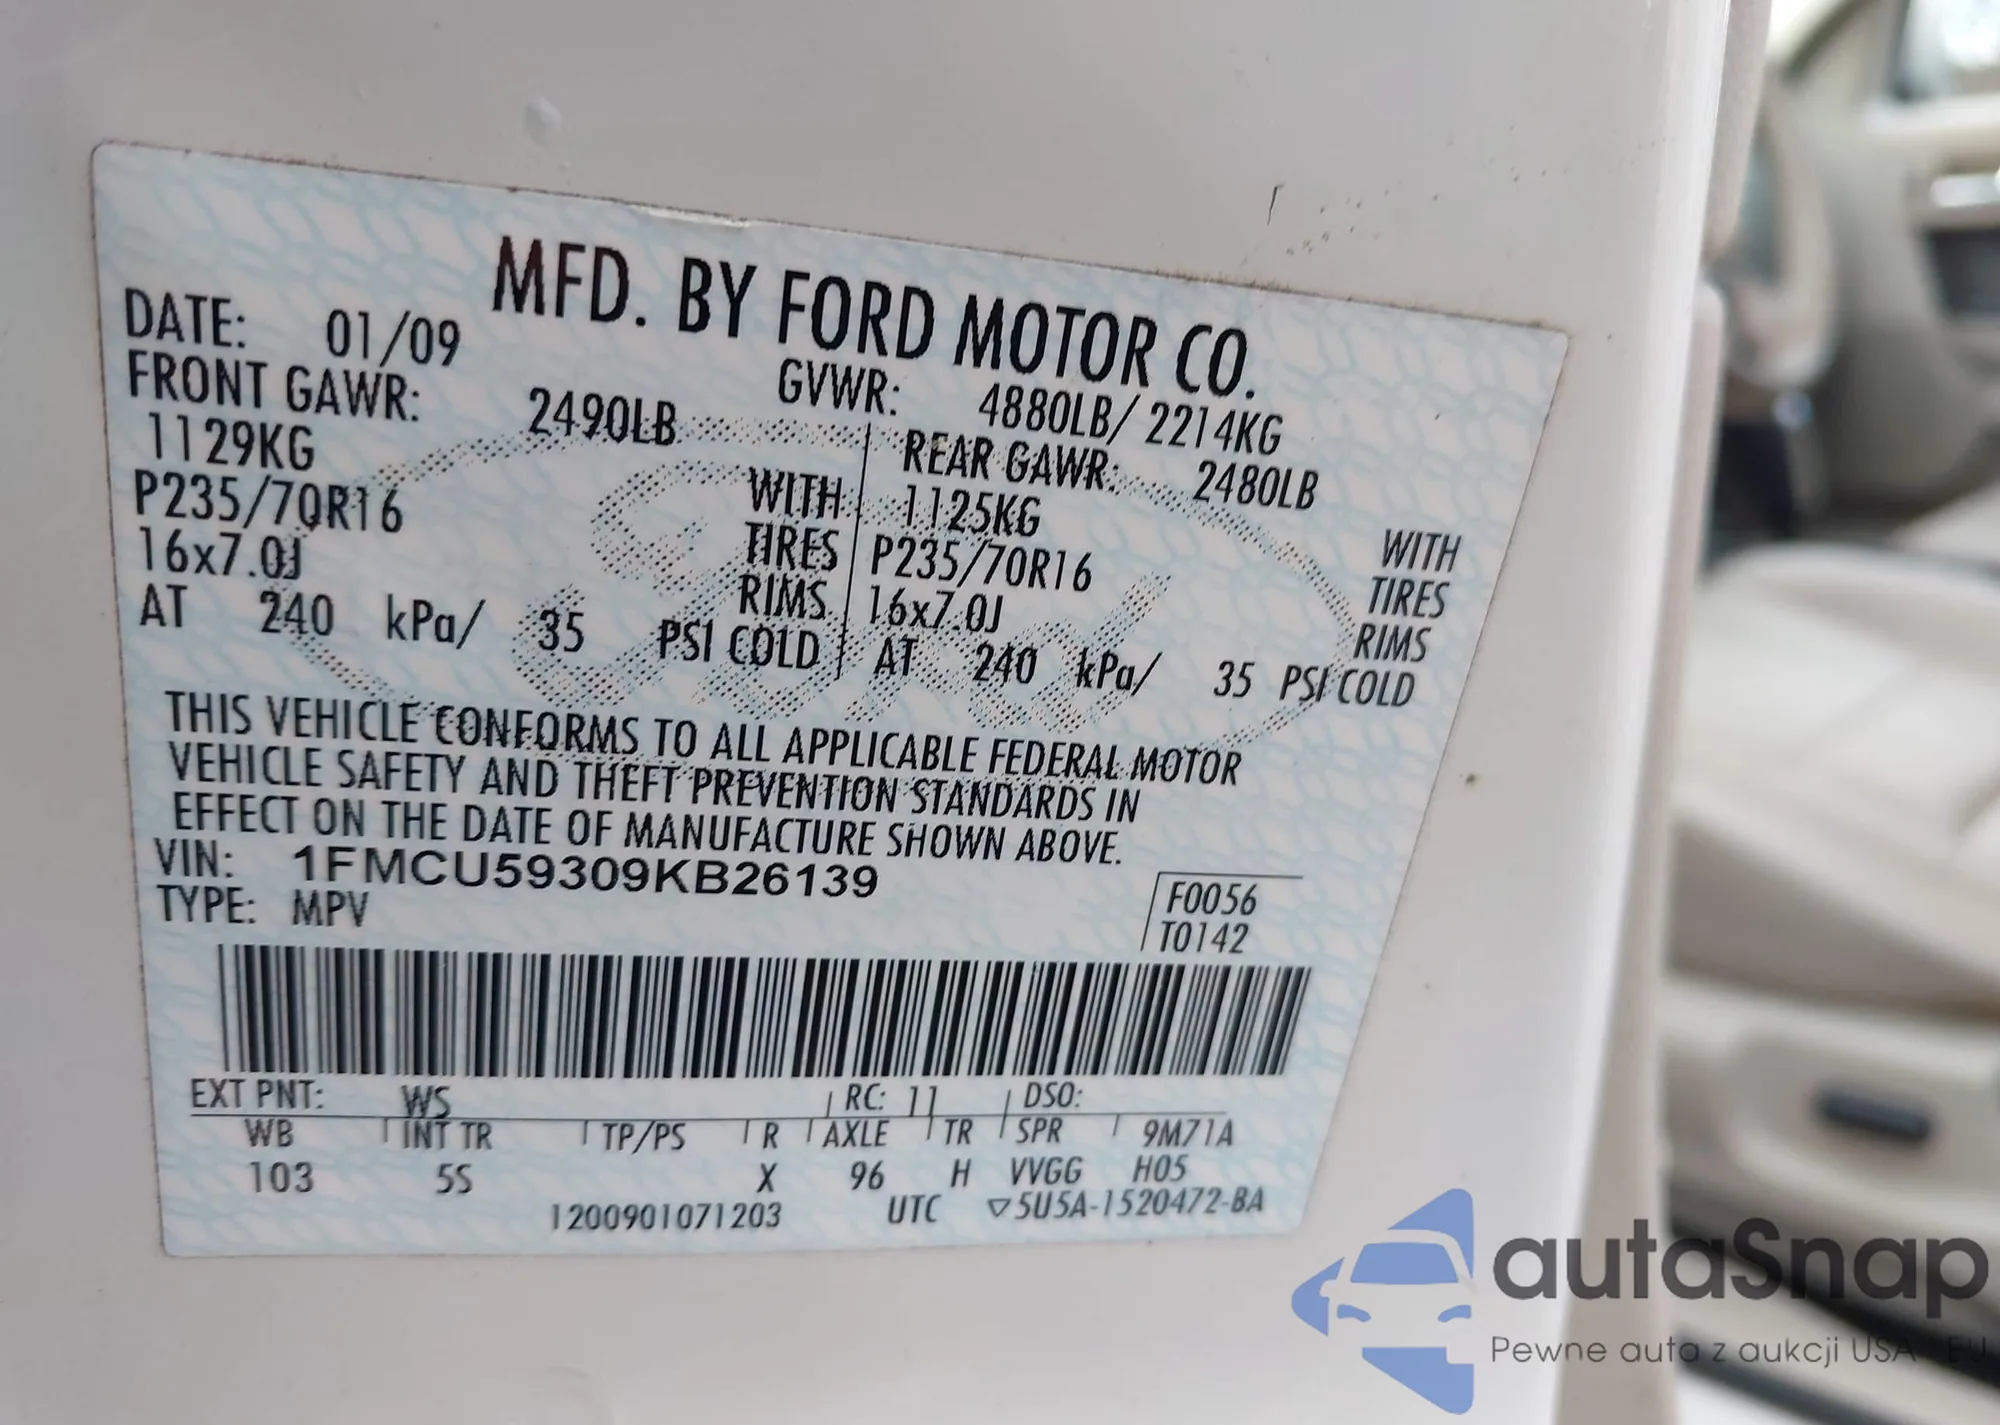 MFD. BY FORD MOTOR CO.
DATE: 01/09 GVWR: 4880LB/ 2214KG
FRONT GAWR: 2490LB REAR GAWR: 2480LB
1129KG WITH 1125KG WITH
P235/70R16 TIRES P235/70R16 TIRES
16x7.0J RIMS 16x7.0J RIMS
AT 240 kPa/ 35 PSI COLD AT 240 kPa/ 35 PSI COLD
THIS VEHICLE CONFORMS TO ALL APPLICABLE FEDERAL MOTOR
VEHICLE SAFETY AND THEFT PREVENTION STANDARDS IN
EFFECT ON THE DATE OF MANUFACTURE SHOWN ABOVE.
VIN: 1FMCU59309KB26139
TYPE: MPV
F0056
T0142
EXT PNT: WS RC: 11 DSO:
WB INT TR TP/PS R AXLE TR SPR 9M71A
103 5S X 96 H VVGG H05
1200901071203 UTC ▽5U5A-1520472-BA
autaSnap
Pewne auta z aukcji USA EU